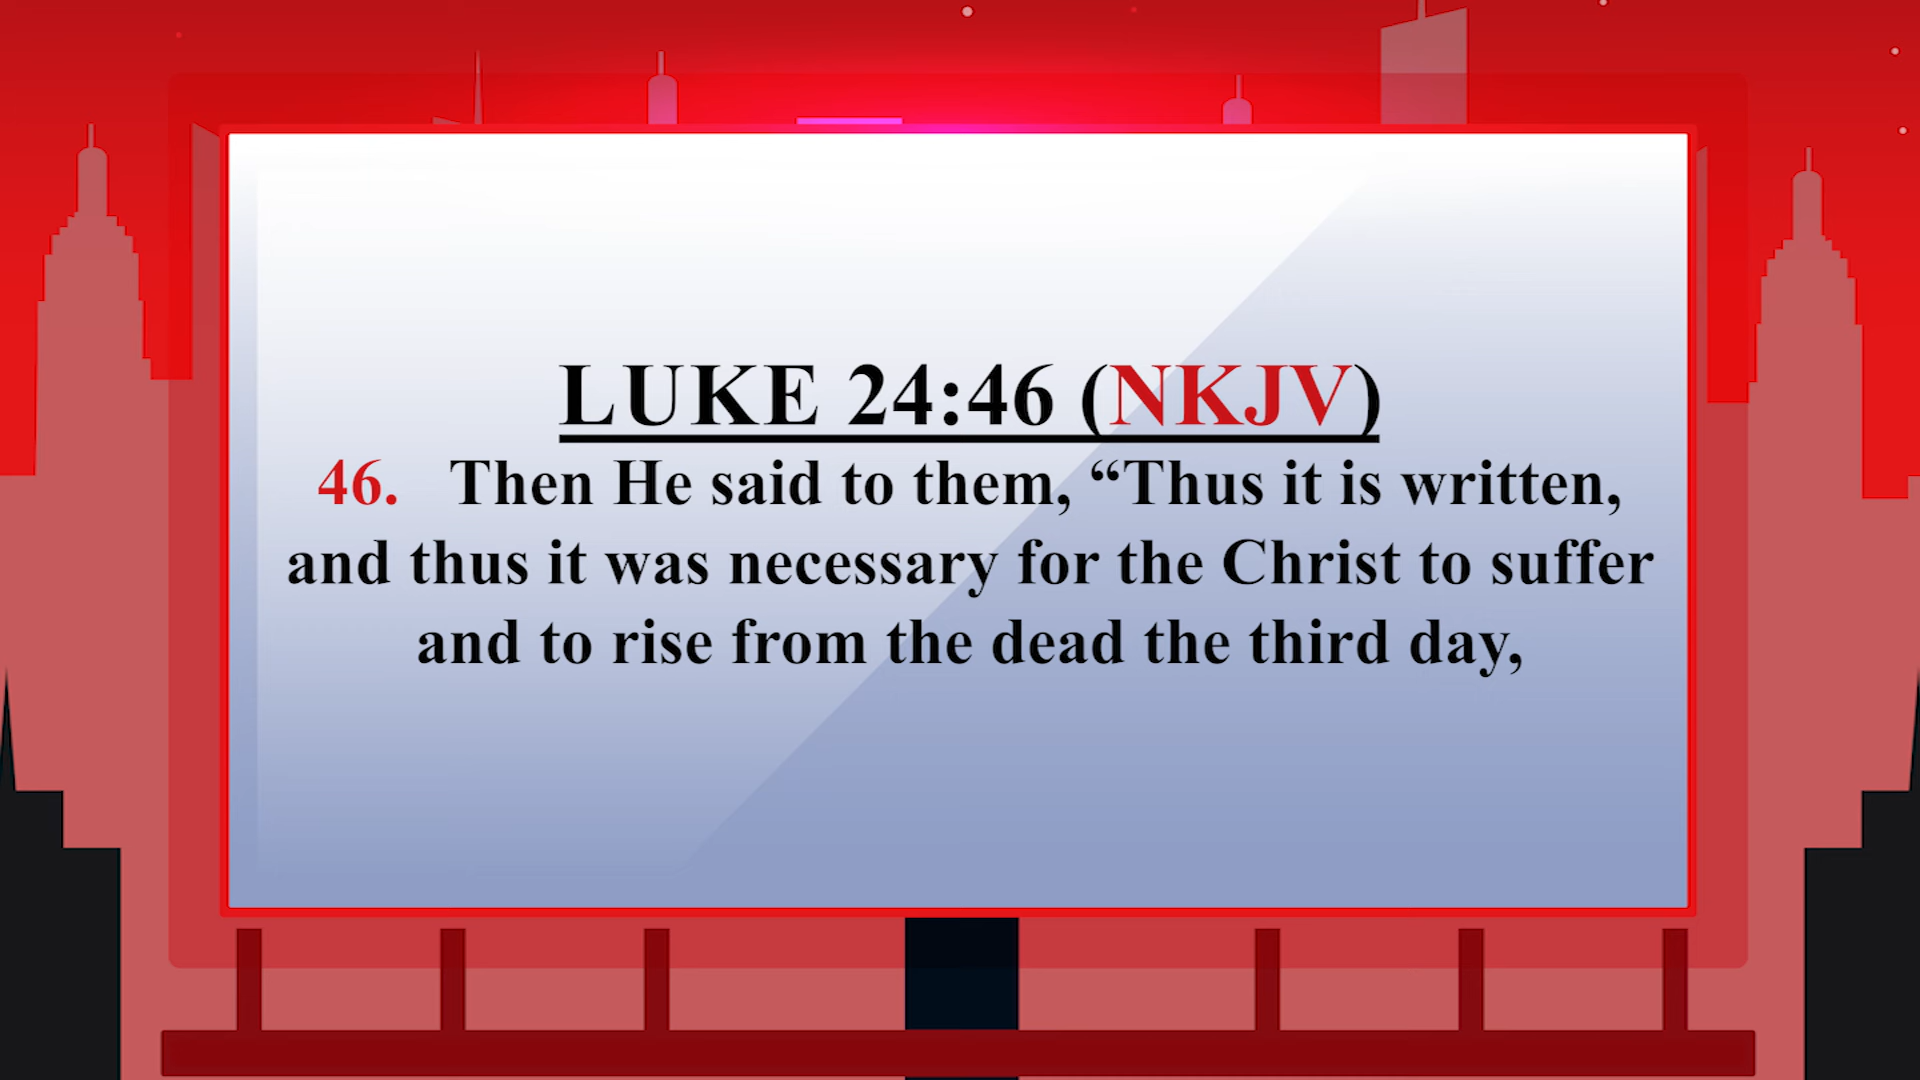 LUKE 24:46 (NKJV)
46. Then He said to them, “Thus it is written,
and thus it was necessary for the Christ to suffer
and to rise from the dead the third day,